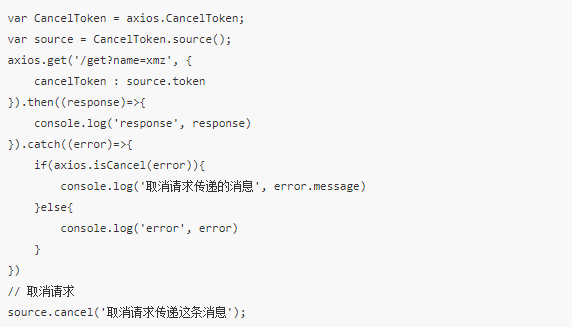 var CancelToken = axios.CancelToken;
var source = CancelToken.source();
axios.get('/get?name=xmz', {
    cancelToken : source.token
}).then((response)=>{
    console.log('response', response)
}).catch((error)=>{
    if(axios.isCancel(error)){
        console.log('取消请求传递的消息', error.message)
    }else{
        console.log('error', error)
    }
})
// 取消请求
source.cancel('取消请求传递这条消息');